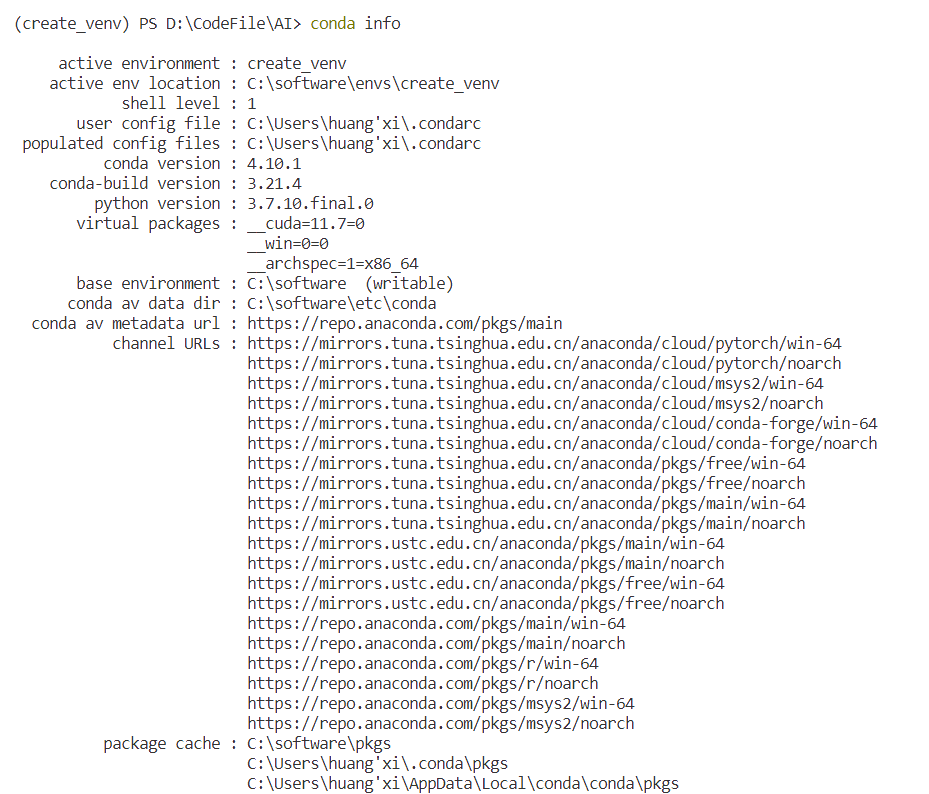 (create_venv) PS D:\CodeFile\AI> conda info
active environment : create_venv
active env location : C:\software\envs\create_venv
shell level : 1
user config file : C:\Users\huang'xi\.condarc
populated config files : C:\Users\huang'xi\.condarc
conda version : 4.10.1
conda-build version : 3.21.4
python version : 3.7.10.final.0
virtual packages : __cuda=11.7=0
__win=0=0
__archspec=1=x86_64
base environment : C:\software  (writable)
conda av data dir : C:\software\etc\conda
conda av metadata url : https://repo.anaconda.com/pkgs/main
channel URLs : https://mirrors.tuna.tsinghua.edu.cn/anaconda/cloud/pytorch/win-64
https://mirrors.tuna.tsinghua.edu.cn/anaconda/cloud/pytorch/noarch
https://mirrors.tuna.tsinghua.edu.cn/anaconda/cloud/msys2/win-64
https://mirrors.tuna.tsinghua.edu.cn/anaconda/cloud/msys2/noarch
https://mirrors.tuna.tsinghua.edu.cn/anaconda/cloud/conda-forge/win-64
https://mirrors.tuna.tsinghua.edu.cn/anaconda/cloud/conda-forge/noarch
https://mirrors.tuna.tsinghua.edu.cn/anaconda/pkgs/free/win-64
https://mirrors.tuna.tsinghua.edu.cn/anaconda/pkgs/free/noarch
https://mirrors.tuna.tsinghua.edu.cn/anaconda/pkgs/main/win-64
https://mirrors.tuna.tsinghua.edu.cn/anaconda/pkgs/main/noarch
https://mirrors.ustc.edu.cn/anaconda/pkgs/main/win-64
https://mirrors.ustc.edu.cn/anaconda/pkgs/main/noarch
https://mirrors.ustc.edu.cn/anaconda/pkgs/free/win-64
https://mirrors.ustc.edu.cn/anaconda/pkgs/free/noarch
https://repo.anaconda.com/pkgs/main/win-64
https://repo.anaconda.com/pkgs/main/noarch
https://repo.anaconda.com/pkgs/r/win-64
https://repo.anaconda.com/pkgs/r/noarch
https://repo.anaconda.com/pkgs/msys2/win-64
https://repo.anaconda.com/pkgs/msys2/noarch
package cache : C:\software\pkgs
C:\Users\huang'xi\.conda\pkgs
C:\Users\huang'xi\AppData\Local\conda\conda\pkgs